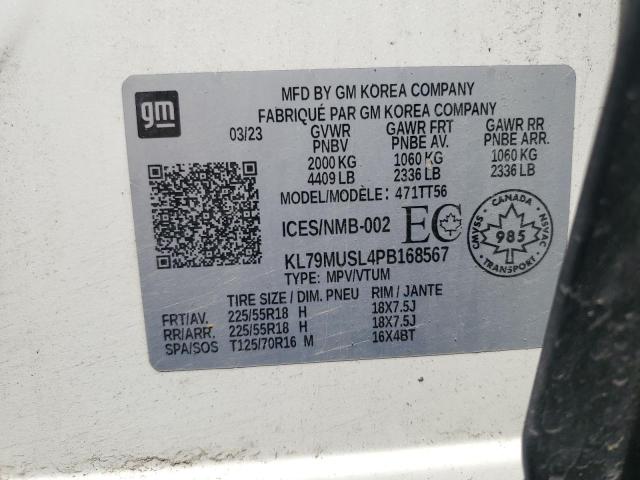 gm
MFD BY GM KOREA COMPANY
FABRIQUÉ PAR GM KOREA COMPANY
03/23 GVWR GAWR FRT GAWR RR
PNBV PNBE AV. PNBE ARR.
2000 KG 1060 KG 1060 KG
4409 LB 2336 LB 2336 LB
MODEL/MODÈLE: 471TT56
ICES/NMB-002 EC
CANADA
CMVSS 985 NSVAC
TRANSPORT
KL79MUSL4PB168567
TYPE: MPV/VTUM
TIRE SIZE / DIM. PNEU RIM / JANTE
FRT/AV. 225/55R18 H 18X7.5J
RR/ARR. 225/55R18 H 18X7.5J
SPA/SOS T125/70R16 M 16X4BT